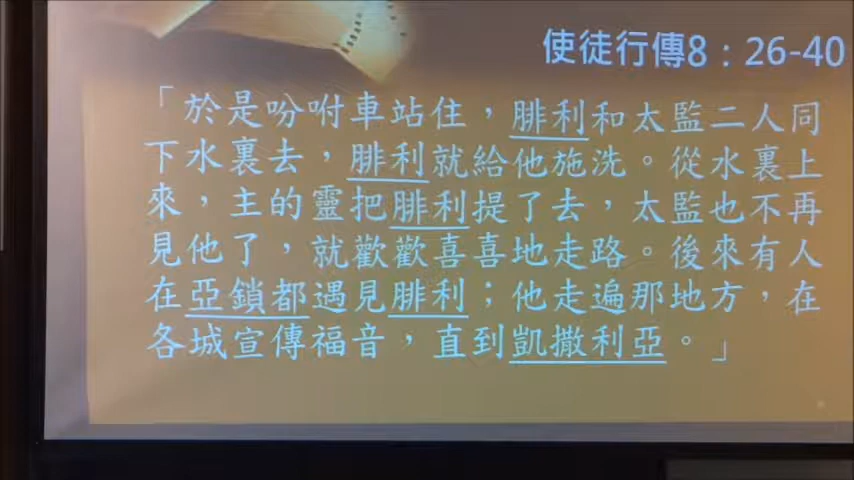 使徒行傳8：26-40
「於是吩咐車站住，腓利和太監二人同
下水裏去，腓利就給他施洗。從水裏上
來，主的靈把腓利提了去，太監也不再
見他了，就歡歡喜喜地走路。後來有人
在亞鎖都遇見腓利；他走遍那地方，在
各城宣傳福音，直到凱撒利亞。」